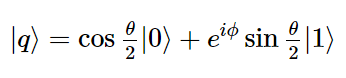 |q⟩ = cos θ/2 |0⟩ + e^{iϕ} sin θ/2 |1⟩